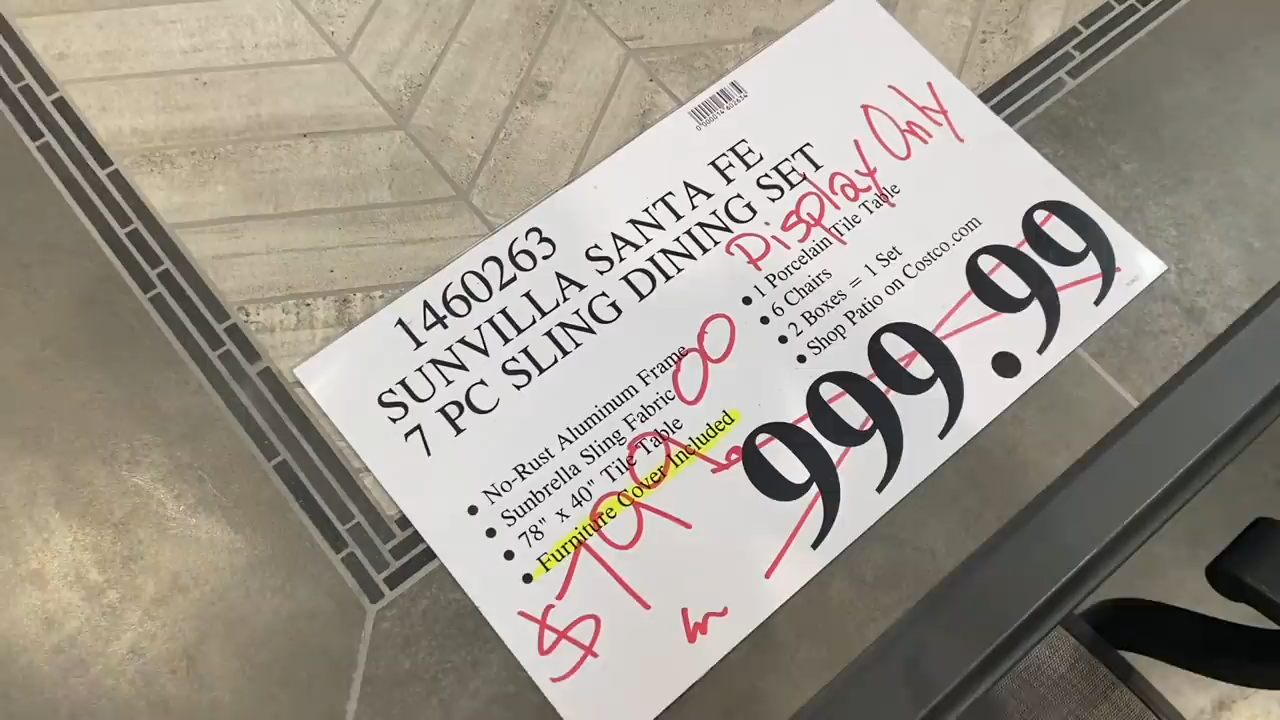 0000014602634
1460263
SUNVILLA SANTA FE
7 PC SLING DINING SET
Display Only
• No-Rust Aluminum Frame
• Sunbrella Sling Fabric
• 78" x 40" Tile Table
• Furniture Cover Included
• 1 Porcelain Tile Table
• 6 Chairs
• 2 Boxes = 1 Set
• Shop Patio on Costco.com
$799.00
999.99